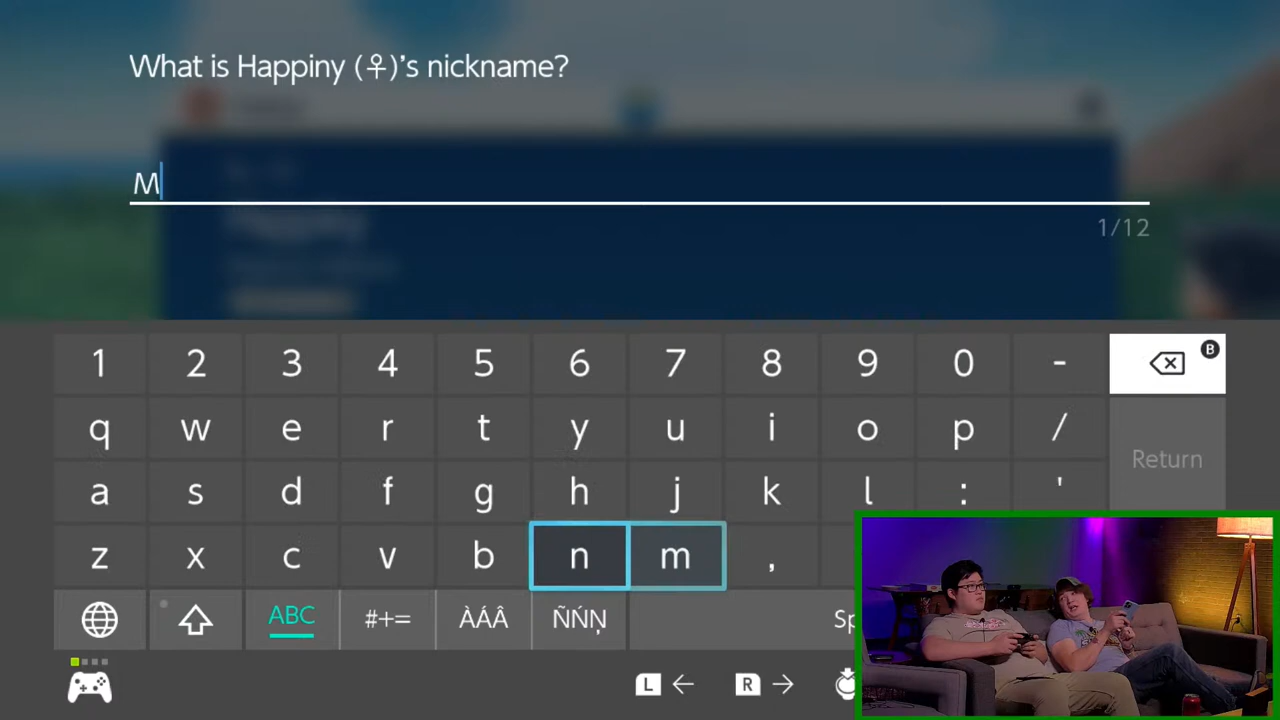 What is Happiny (♀)'s nickname?
M
1/12
1 2 3 4 5 6 7 8 9 0 - B
q w e r t y u i o p /
Return
a s d f g h j k l : '
z x c v b n m ,
ABC #+= ÀÁÂ ÑŃŅ Sp
L ← R →